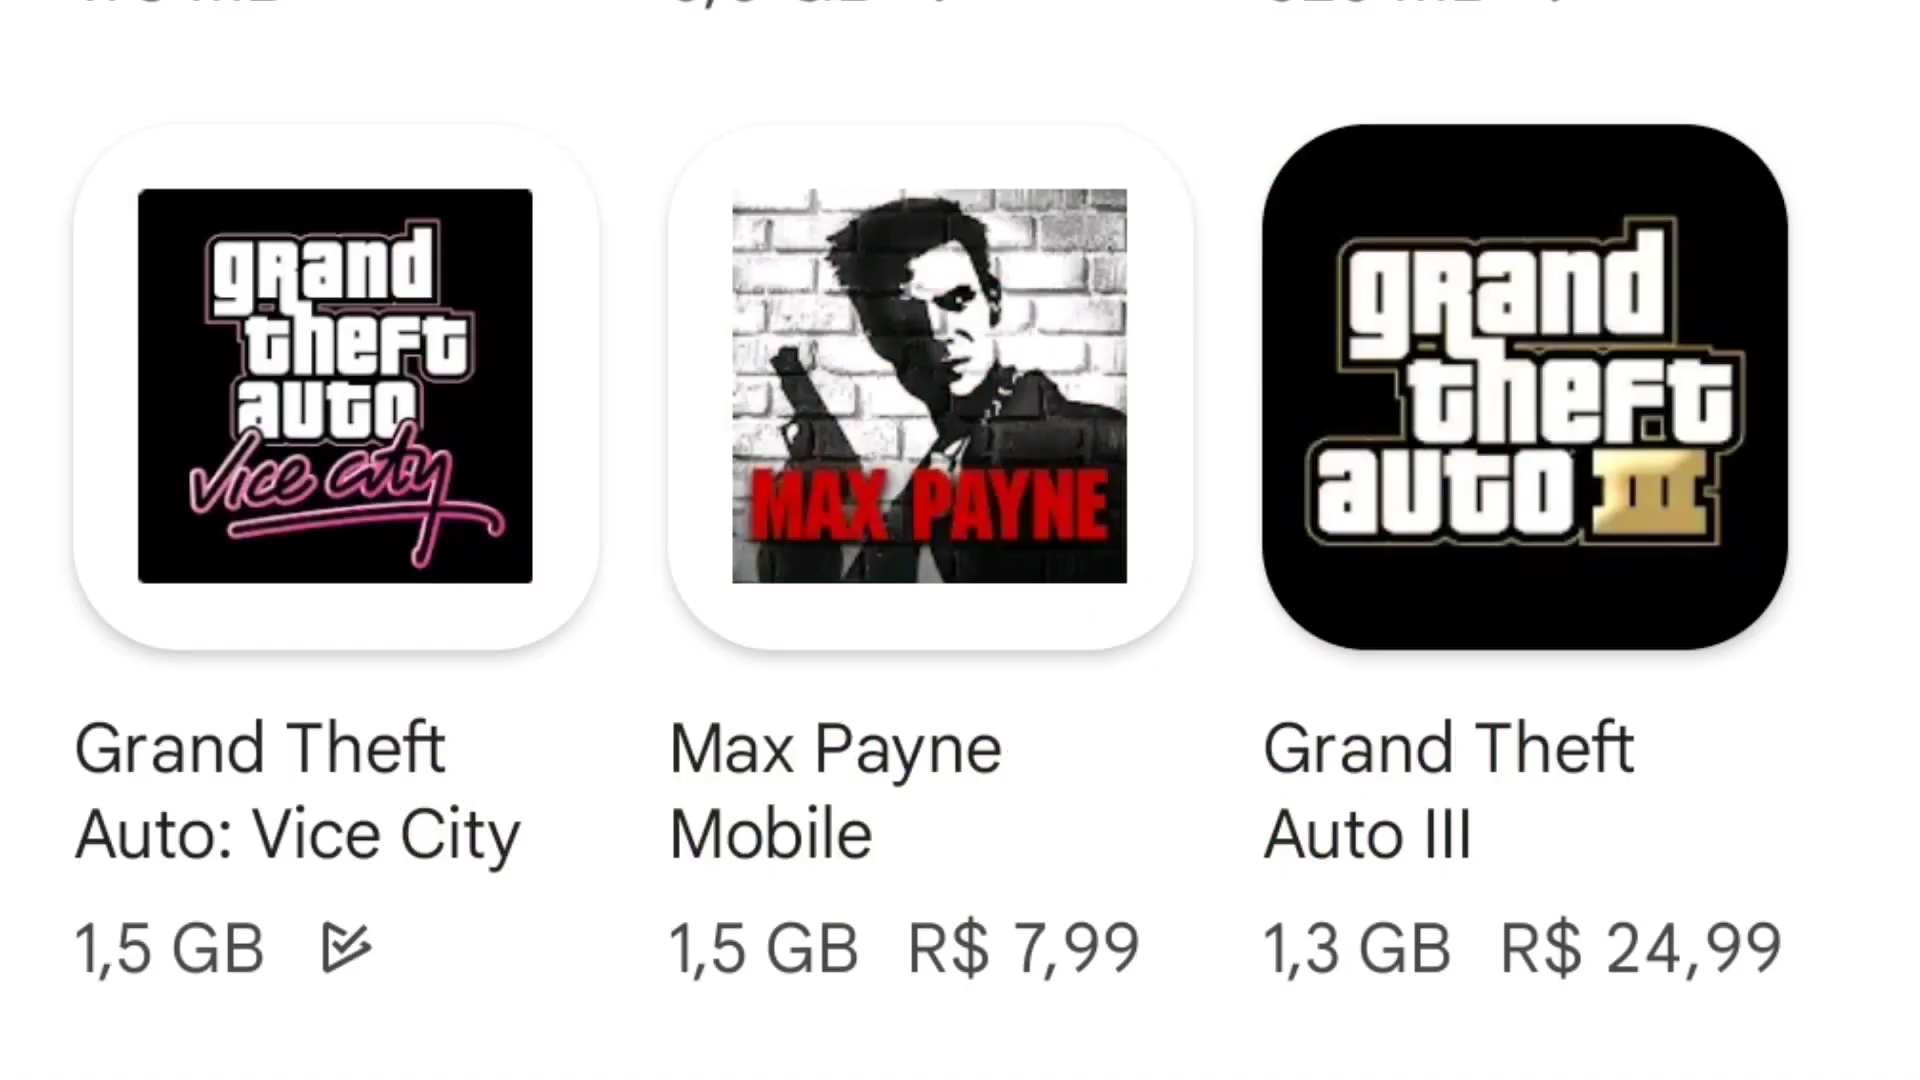 grand
theft
auto
vice city
MAX PAYNE
grand
theft
auto III
Grand Theft
Auto: Vice City
1,5 GB
Max Payne
Mobile
1,5 GB R$ 7,99
Grand Theft
Auto III
1,3 GB R$ 24,99